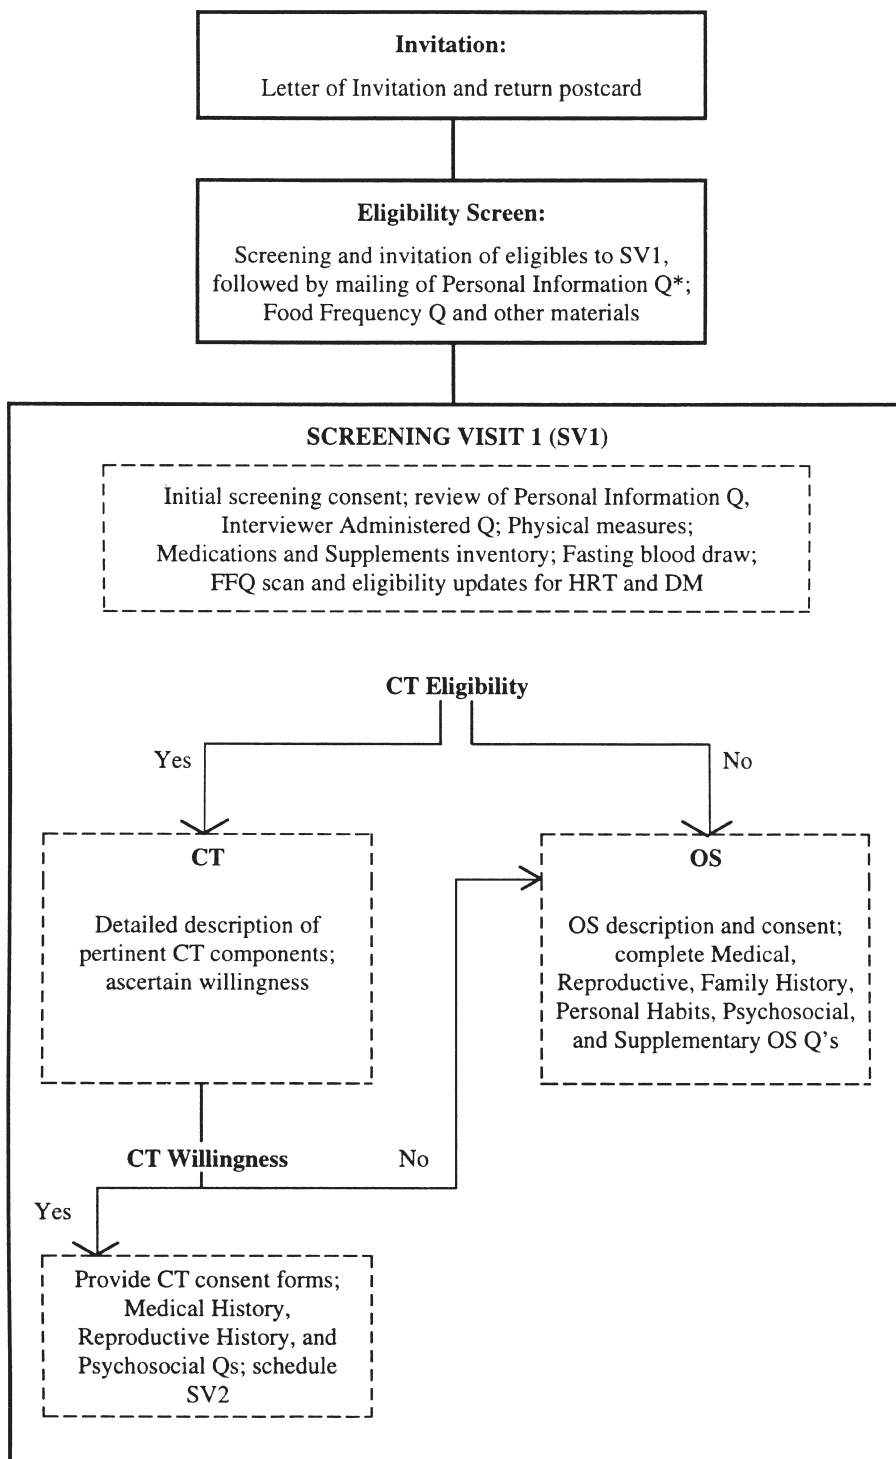 Invitation:
Letter of Invitation and return postcard
Eligibility Screen:
Screening and invitation of eligibles to SV1,
followed by mailing of Personal Information Q*;
Food Frequency Q and other materials
SCREENING VISIT 1 (SV1)
Initial screening consent; review of Personal Information Q,
Interviewer Administered Q; Physical measures;
Medications and Supplements inventory; Fasting blood draw;
FFQ scan and eligibility updates for HRT and DM
CT Eligibility
Yes
No
CT
Detailed description of
pertinent CT components;
ascertain willingness
OS
OS description and consent;
complete Medical,
Reproductive, Family History,
Personal Habits, Psychosocial,
and Supplementary OS Q's
CT Willingness
No
Yes
Provide CT consent forms;
Medical History,
Reproductive History, and
Psychosocial Qs; schedule
SV2